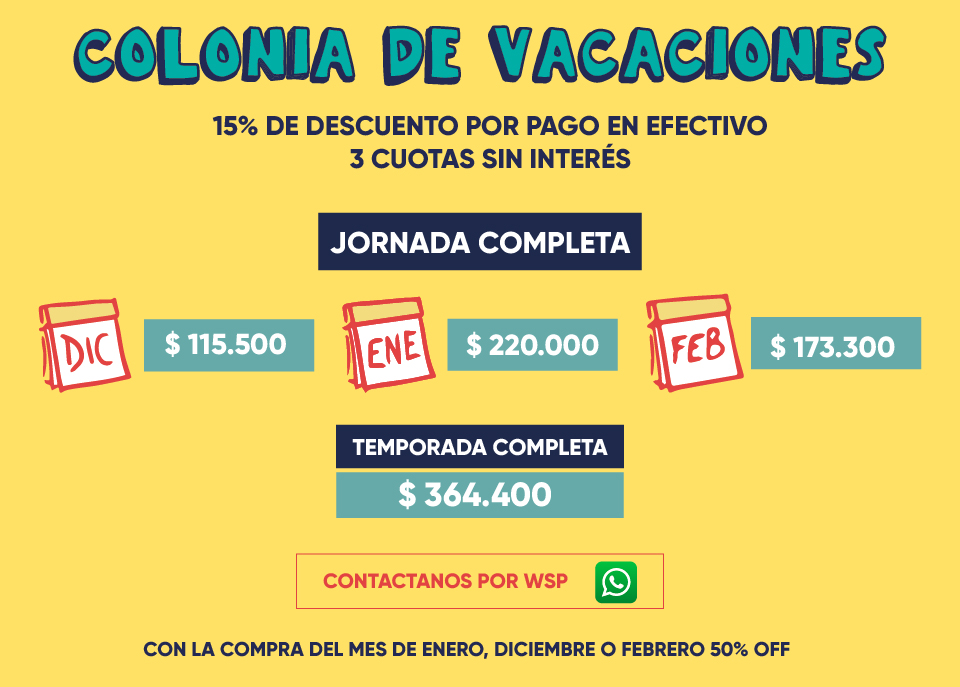 COLONIA DE VACACIONES
15% DE DESCUENTO POR PAGO EN EFECTIVO
3 CUOTAS SIN INTERÉS
JORNADA COMPLETA
DIC $ 115.500 ENE $ 220.000 FEB $ 173.300
TEMPORADA COMPLETA
$ 364.400
CONTACTANOS POR WSP
CON LA COMPRA DEL MES DE ENERO, DICIEMBRE O FEBRERO 50% OFF